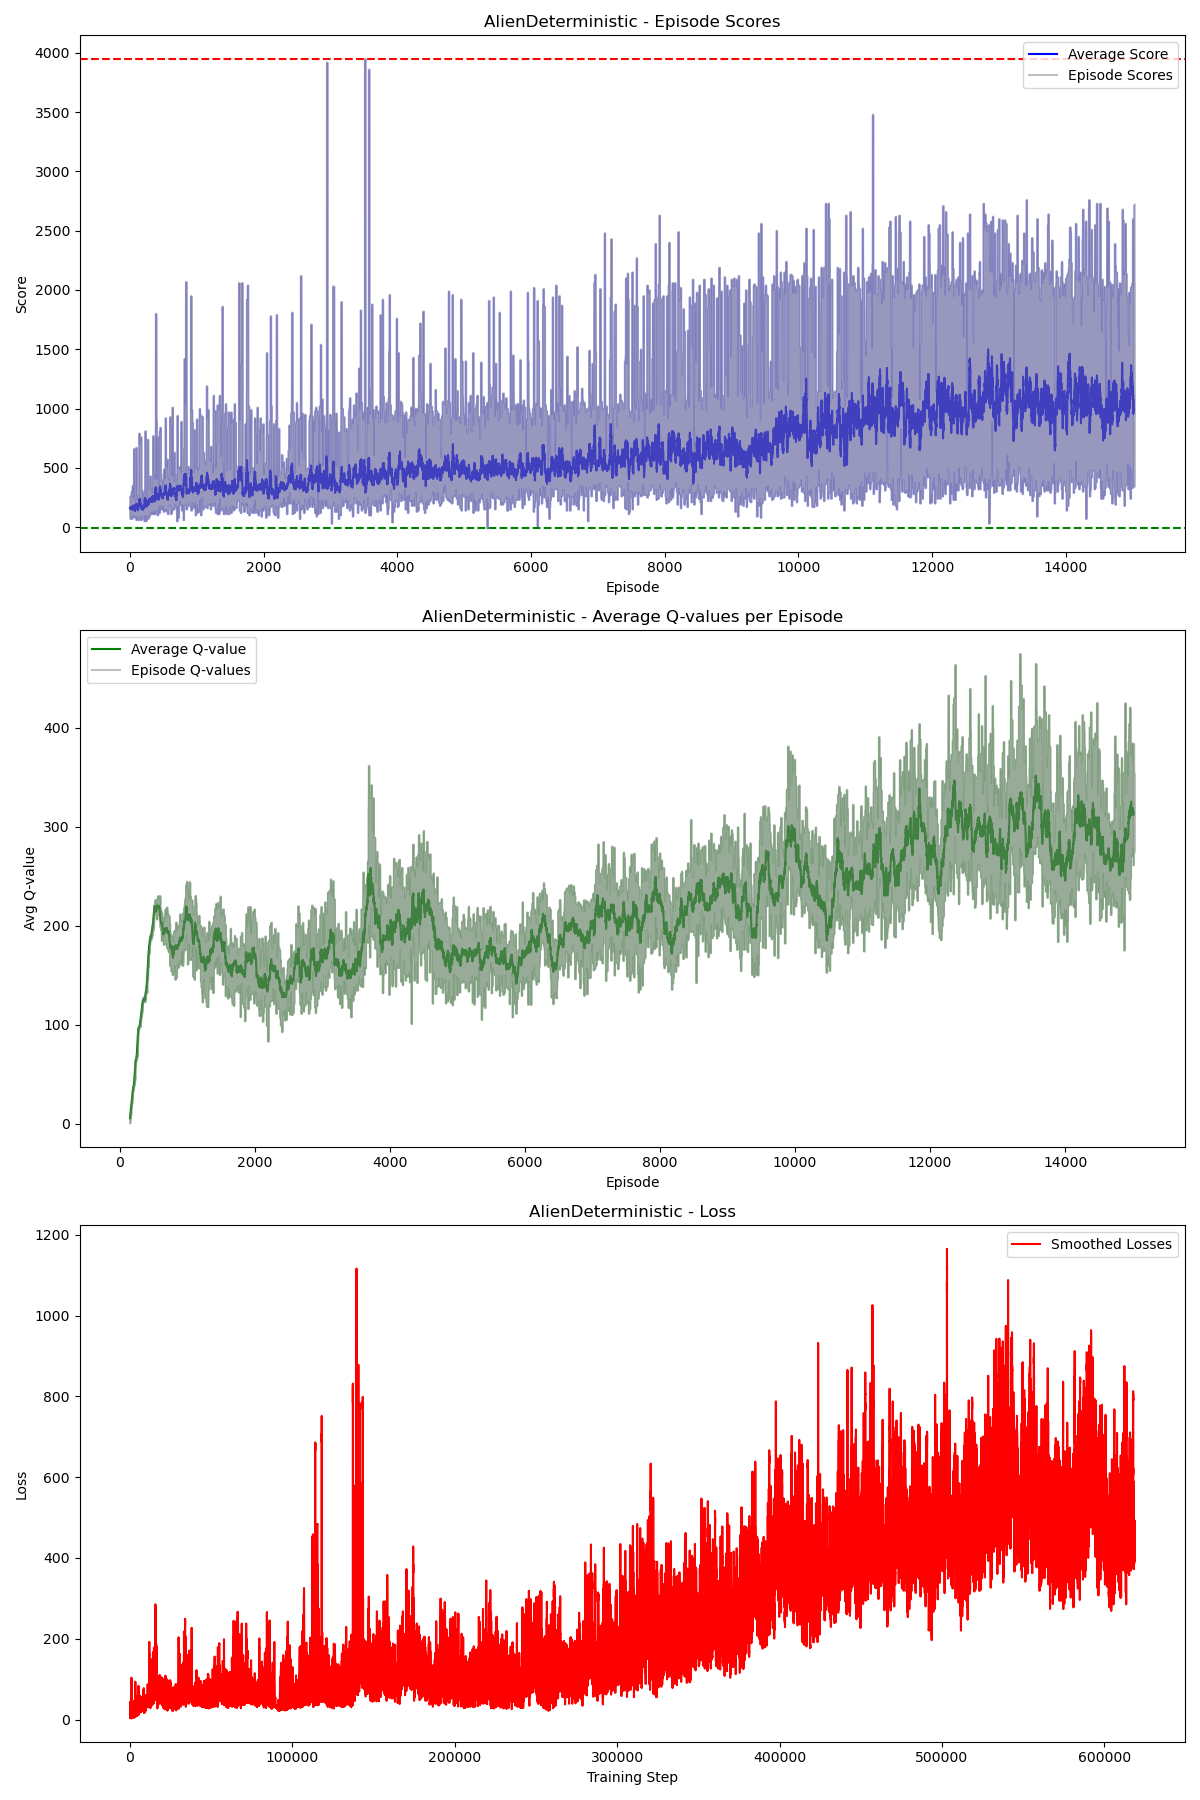 AlienDeterministic - Episode Scores
Average Score
Episode Scores
Score
4000
3500
3000
2500
2000
1500
1000
500
0
0 2000 4000 6000 8000 10000 12000 14000
Episode
AlienDeterministic - Average Q-values per Episode
Average Q-value
Episode Q-values
Avg Q-value
400
300
200
100
0
0 2000 4000 6000 8000 10000 12000 14000
Episode
AlienDeterministic - Loss
Smoothed Losses
Loss
1200
1000
800
600
400
200
0
0 100000 200000 300000 400000 500000 600000
Training Step